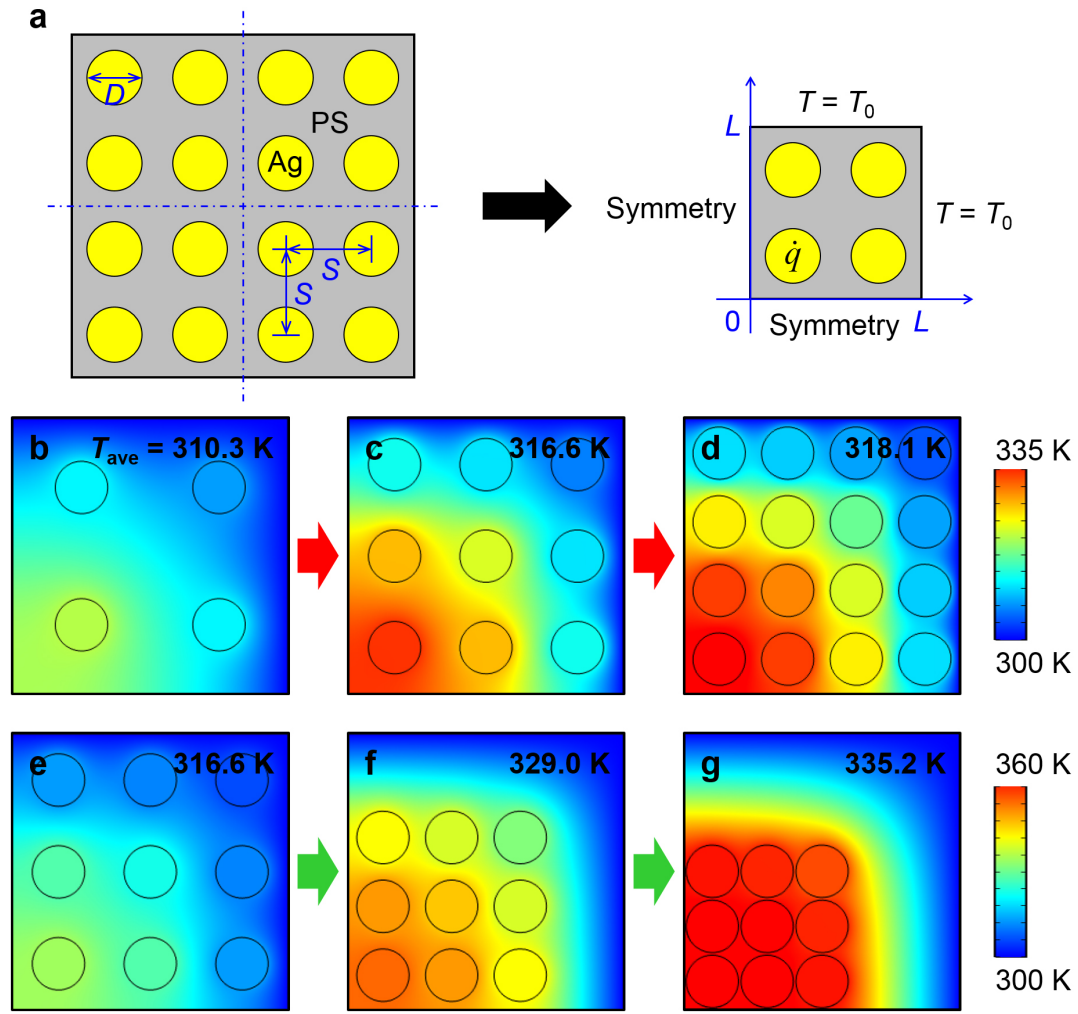 a
D
PS
Ag
S
S
T = T0
L
Symmetry
T = T0
q̇
0
Symmetry
L
b
Tave = 310.3 K
c
316.6 K
d
318.1 K
335 K
300 K
e
316.6 K
f
329.0 K
g
335.2 K
360 K
300 K